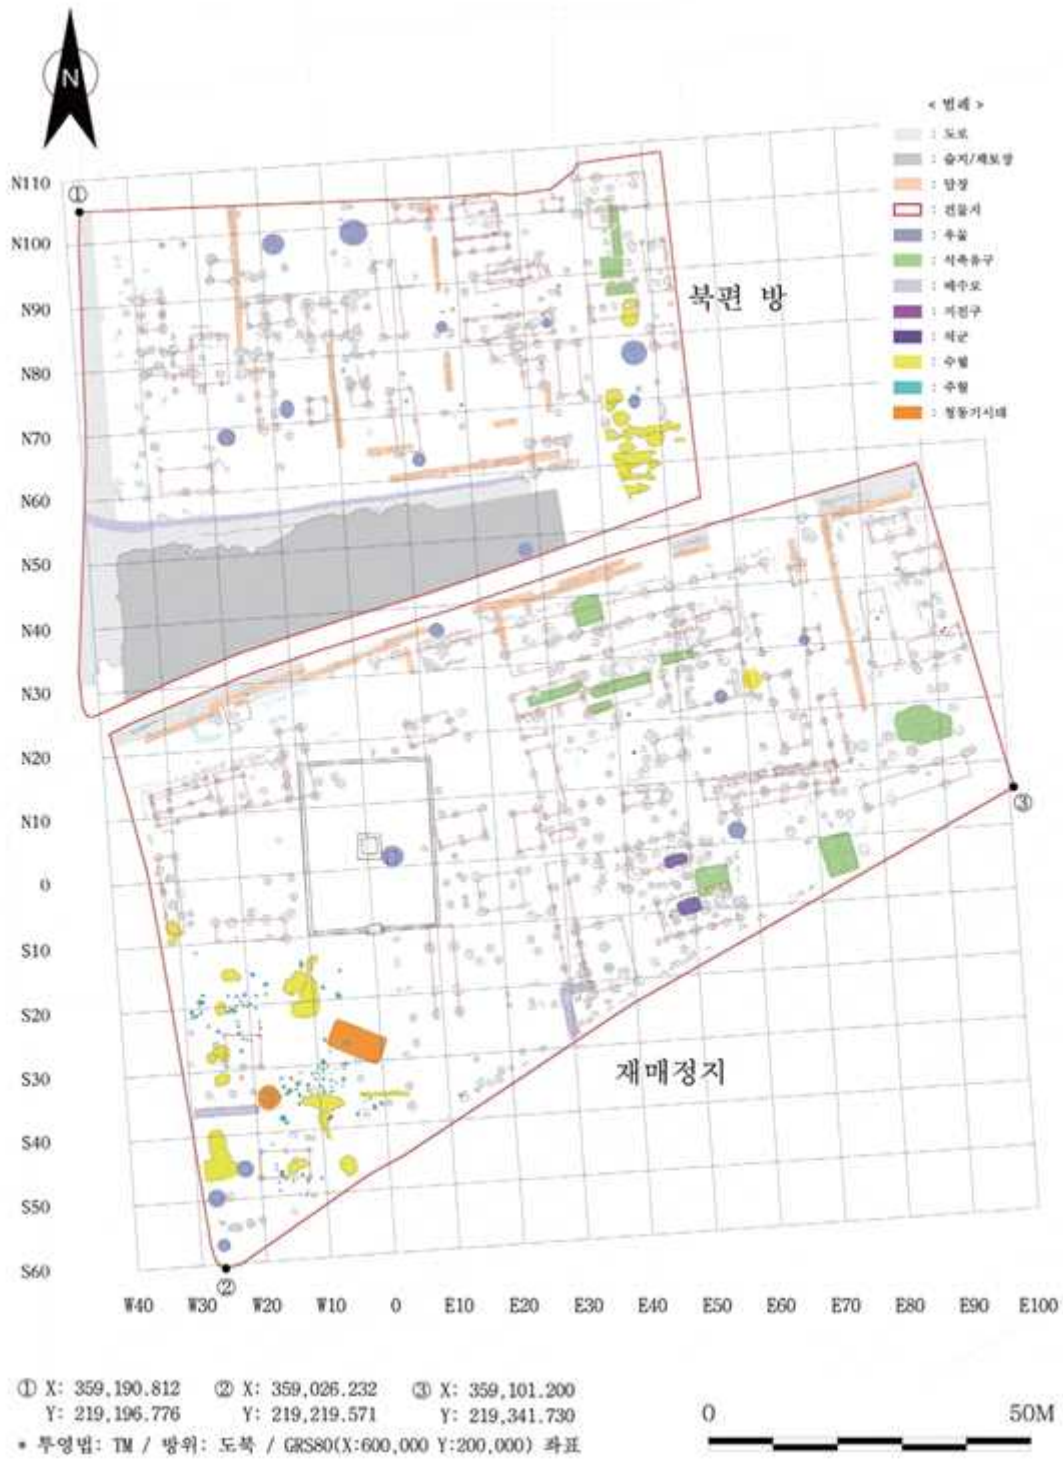 N
< 범례 >
: 도로
: 습지/채토장
: 담장
: 건물지
: 우물
: 석축유구
: 배수로
: 지진구
: 적군
: 수혈
: 주혈
: 청동기시대
①
N110
N100
N90
N80
N70
N60
N50
N40
N30
N20
N10
0
S10
S20
S30
S40
S50
S60
북편 방
③
재매정지
②
W40 W30 W20 W10 0 E10 E20 E30 E40 E50 E60 E70 E80 E90 E100
① X: 359,190.812 ② X: 359,026.232 ③ X: 359,101.200
Y: 219,196.776 Y: 219,219.571 Y: 219,341.730
* 투영법: TM / 방위: 도북 / GRS80(X:600,000 Y:200,000) 좌표
0 50M